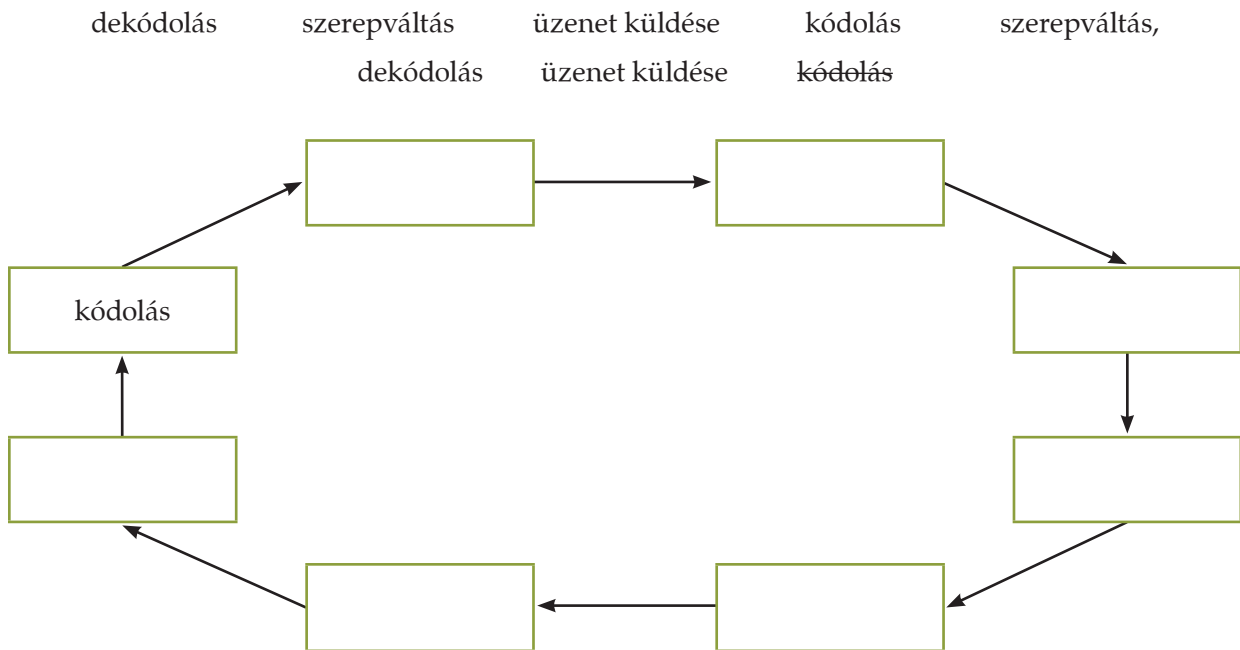 dekódolás szerepváltás üzenet küldése kódolás szerepváltás,
dekódolás üzenet küldése kódolás
kódolás